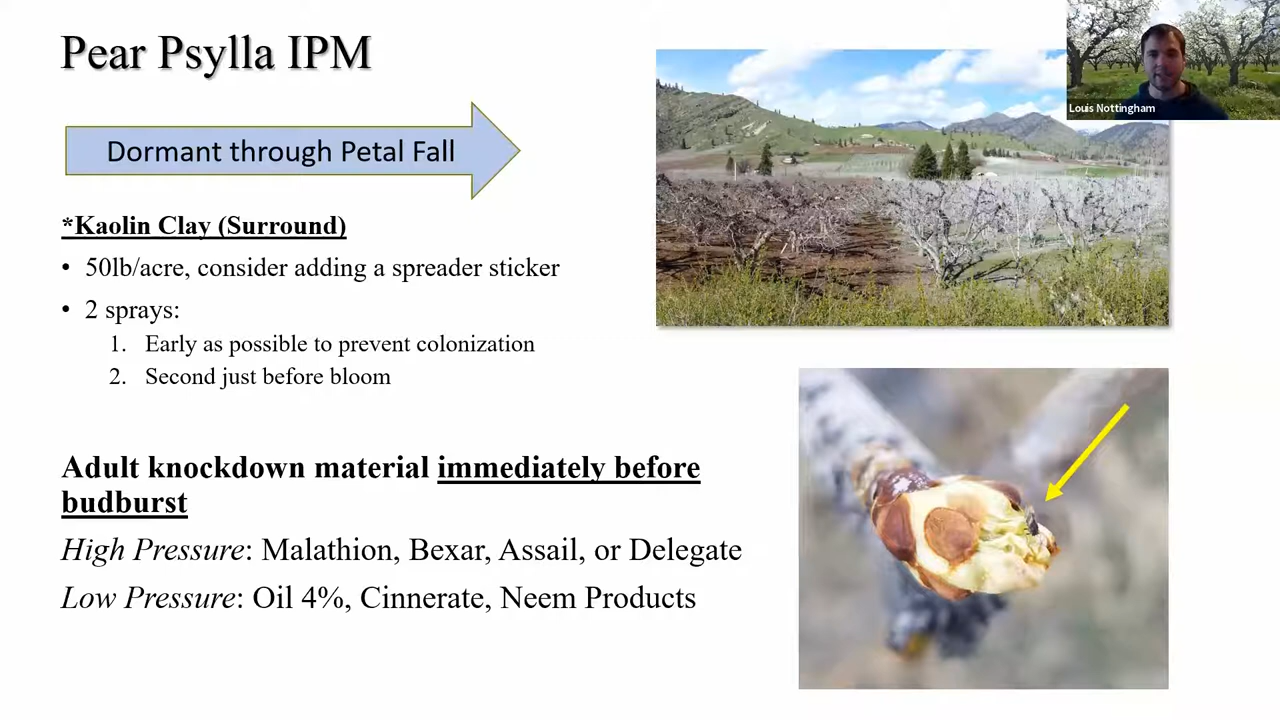 Pear Psylla IPM
Louis Nottingham
Dormant through Petal Fall
*Kaolin Clay (Surround)
• 50lb/acre, consider adding a spreader sticker
• 2 sprays:
1. Early as possible to prevent colonization
2. Second just before bloom
Adult knockdown material immediately before
budburst
High Pressure: Malathion, Bexar, Assail, or Delegate
Low Pressure: Oil 4%, Cinnerate, Neem Products